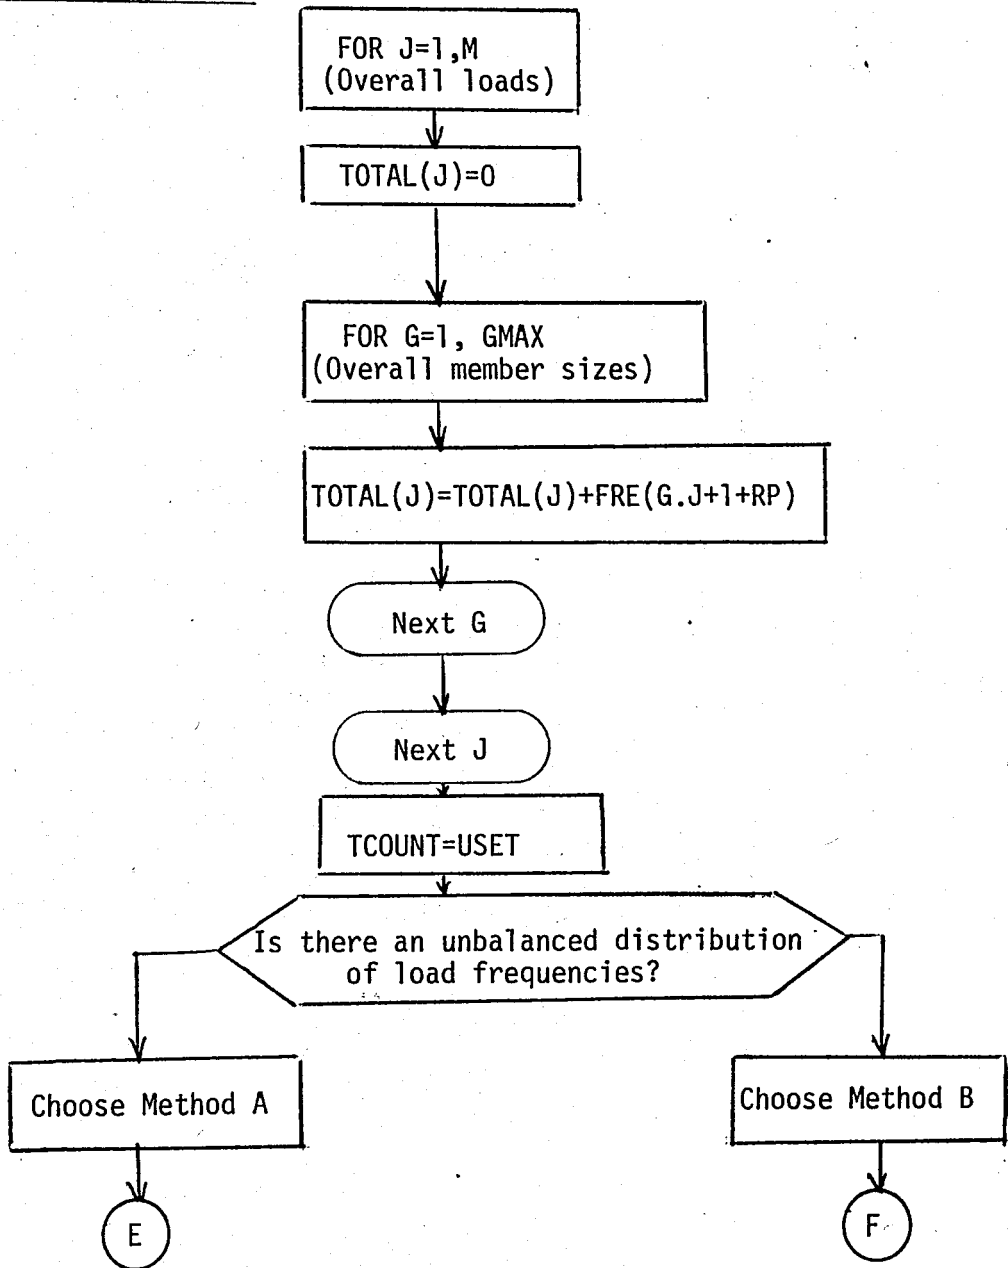 FOR J=1,M
(Overall loads)
TOTAL(J)=0
FOR G=1, GMAX
(Overall member sizes)
TOTAL(J)=TOTAL(J)+FRE(G.J+1+RP)
Next G
Next J
TCOUNT=USET
Is there an unbalanced distribution
of load frequencies?
Choose Method A
Choose Method B
E
F